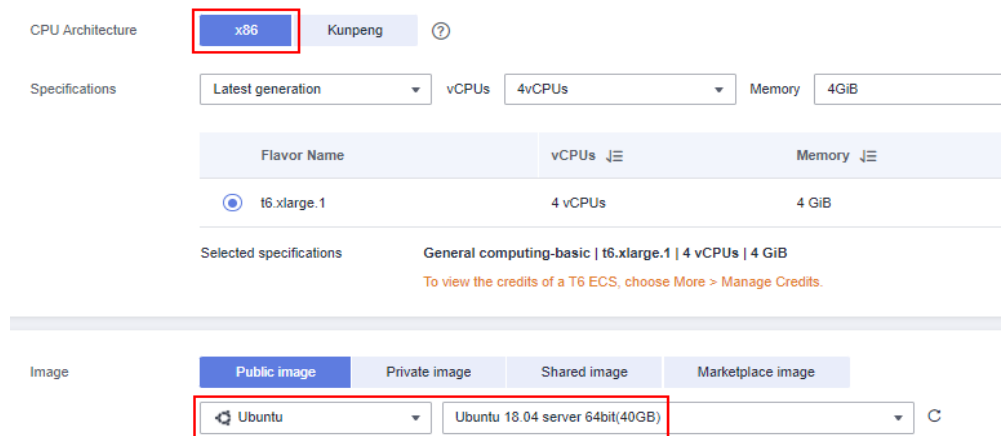 CPU Architecture x86 Kunpeng ?
Specifications Latest generation vCPUs 4vCPUs Memory 4GiB
Flavor Name vCPUs Memory
t6.xlarge.1 4 vCPUs 4 GiB
Selected specifications General computing-basic | t6.xlarge.1 | 4 vCPUs | 4 GiB
To view the credits of a T6 ECS, choose More > Manage Credits.
Image Public image Private image Shared image Marketplace image
Ubuntu Ubuntu 18.04 server 64bit(40GB)